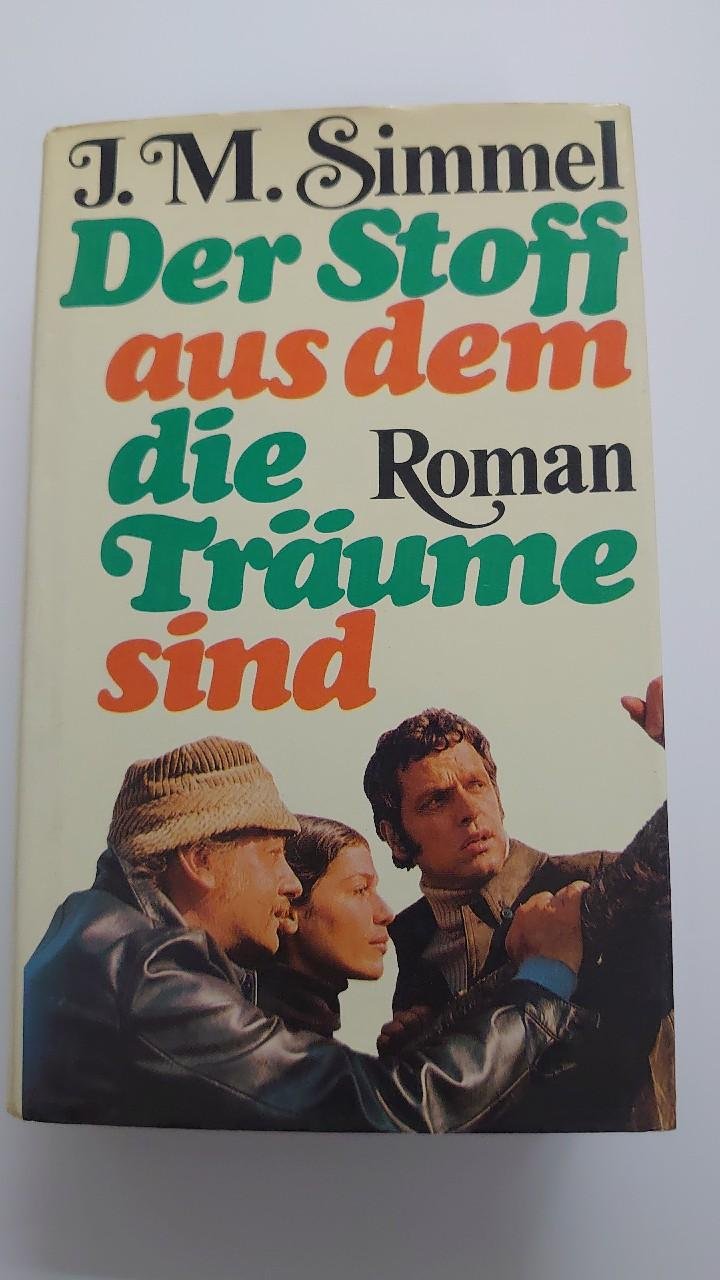 J. M. Simmel
Der Stoff
aus dem
die Roman
Träume
sind